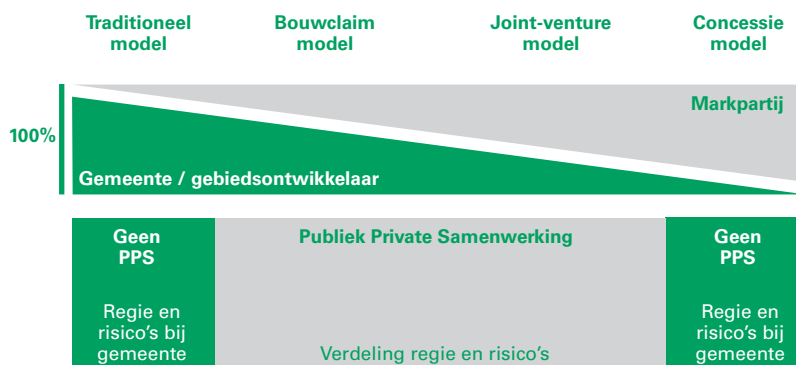 Traditioneel
model
Bouwclaim
model
Joint-venture
model
Concessie
model
Markpartij
100%
Gemeente / gebiedsontwikkelaar
Geen
PPS
Regie en
risico's bij
gemeente
Publiek Private Samenwerking
Verdeling regie en risico's
Geen
PPS
Regie en
risico's bij
gemeente